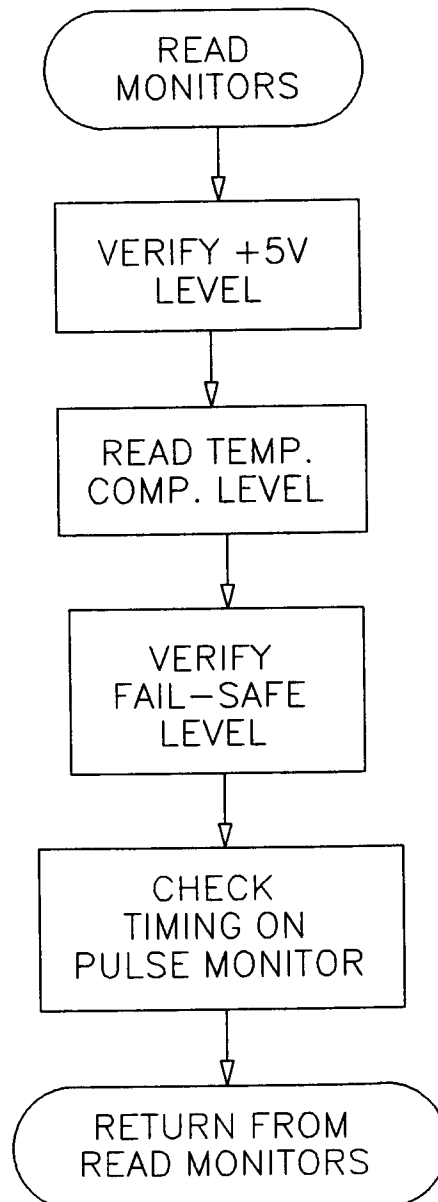 READ
MONITORS
VERIFY +5V
LEVEL
READ TEMP.
COMP. LEVEL
VERIFY
FAIL-SAFE
LEVEL
CHECK
TIMING ON
PULSE MONITOR
RETURN FROM
READ MONITORS